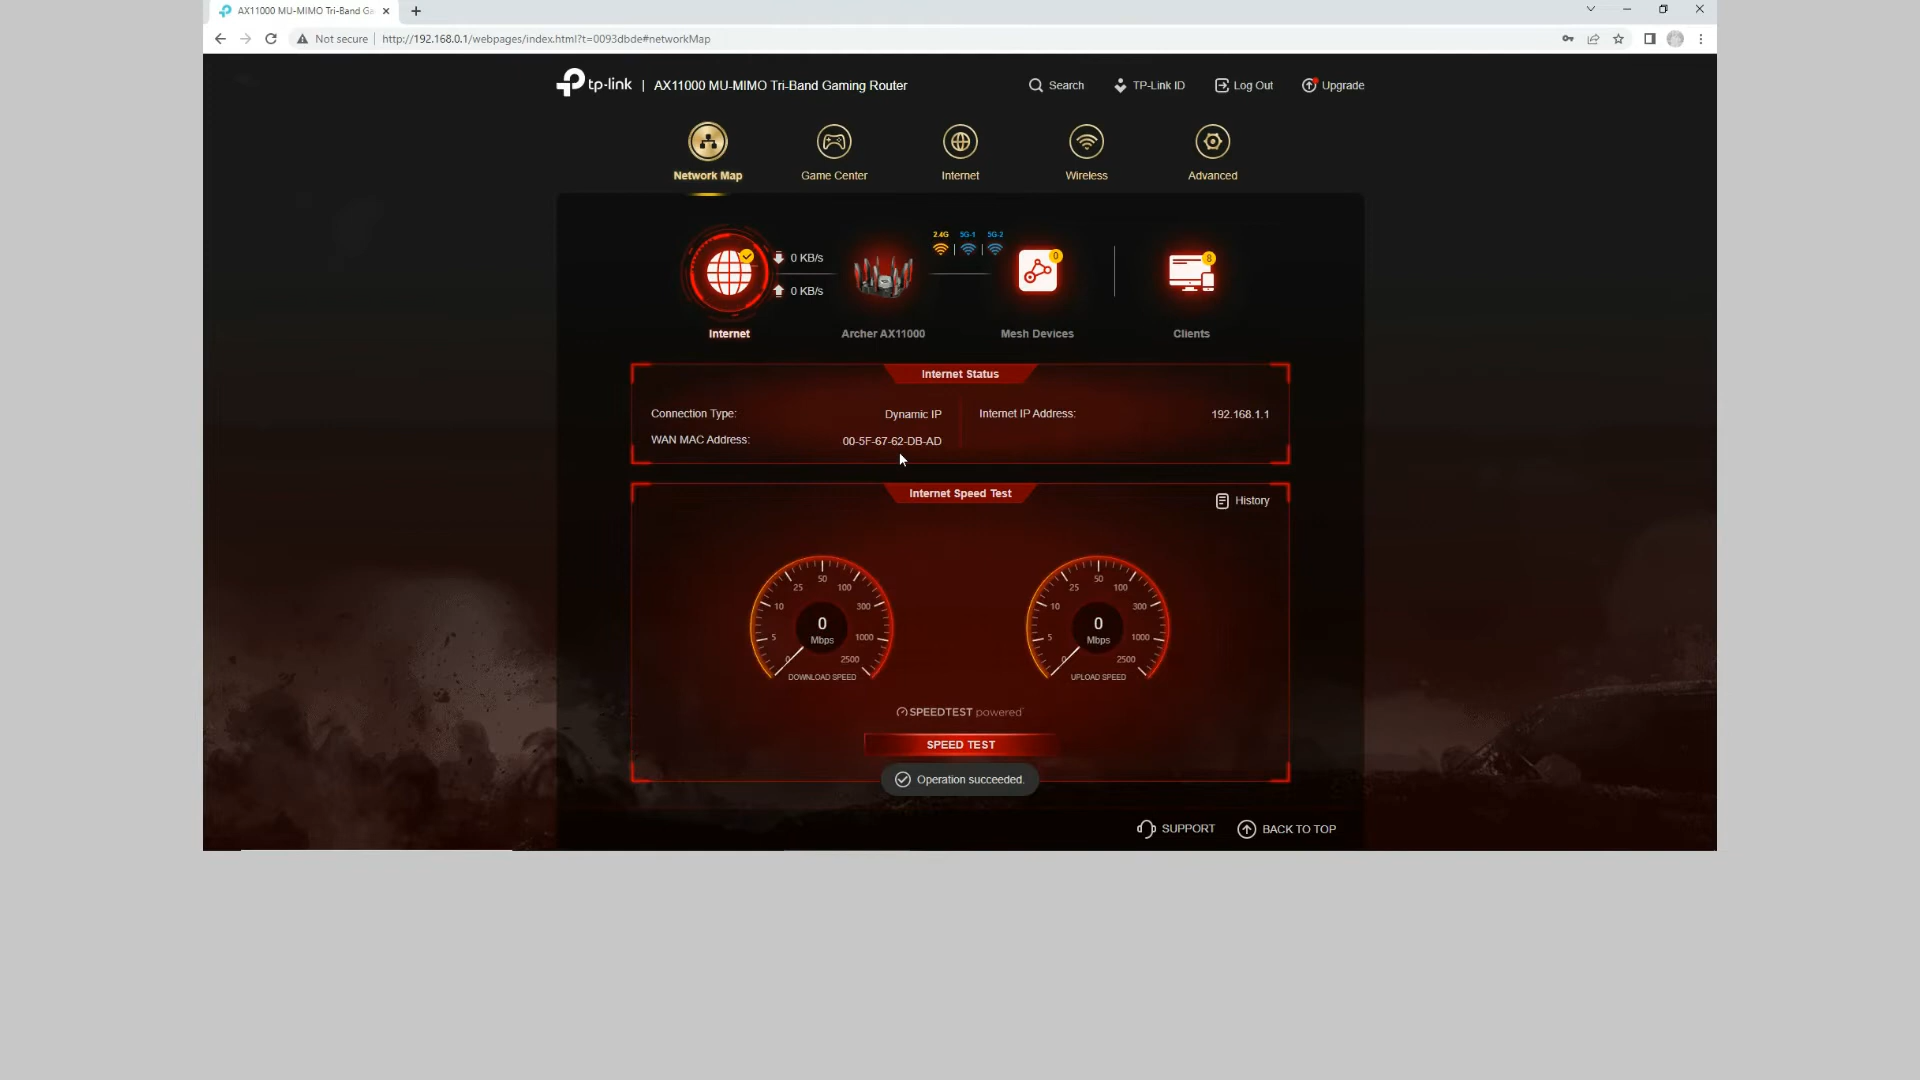 AX11000 MU-MIMO Tri-Band Ga
Not secure | http://192.168.0.1/webpages/index.html?t=0093dbde#networkMap
tp-link | AX11000 MU-MIMO Tri-Band Gaming Router
Search
TP-Link ID
Log Out
Upgrade
Network Map
Game Center
Internet
Wireless
Advanced
2.4G
5G-1
5G-2
0 KB/s
0 KB/s
0
8
Internet
Archer AX11000
Mesh Devices
Clients
Internet Status
Connection Type: Dynamic IP
Internet IP Address: 192.168.1.1
WAN MAC Address: 00-5F-67-62-DB-AD
Internet Speed Test
History
0 5 10 25 50 100 300 1000 2500
0
Mbps
DOWNLOAD SPEED
0 5 10 25 50 100 300 1000 2500
0
Mbps
UPLOAD SPEED
SPEEDTEST powered
SPEED TEST
Operation succeeded.
SUPPORT
BACK TO TOP